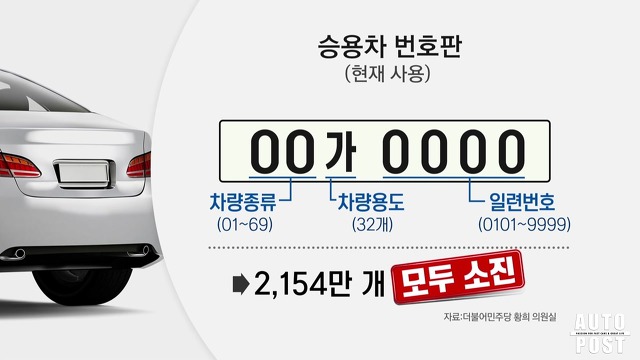 승용차 번호판
(현재 사용)
00가 0000
차량종류 차량용도 일련번호
(01~69) (32개) (0101~9999)
2,154만 개 모두 소진
자료:더불어민주당 황희 의원실
AUTO
POST